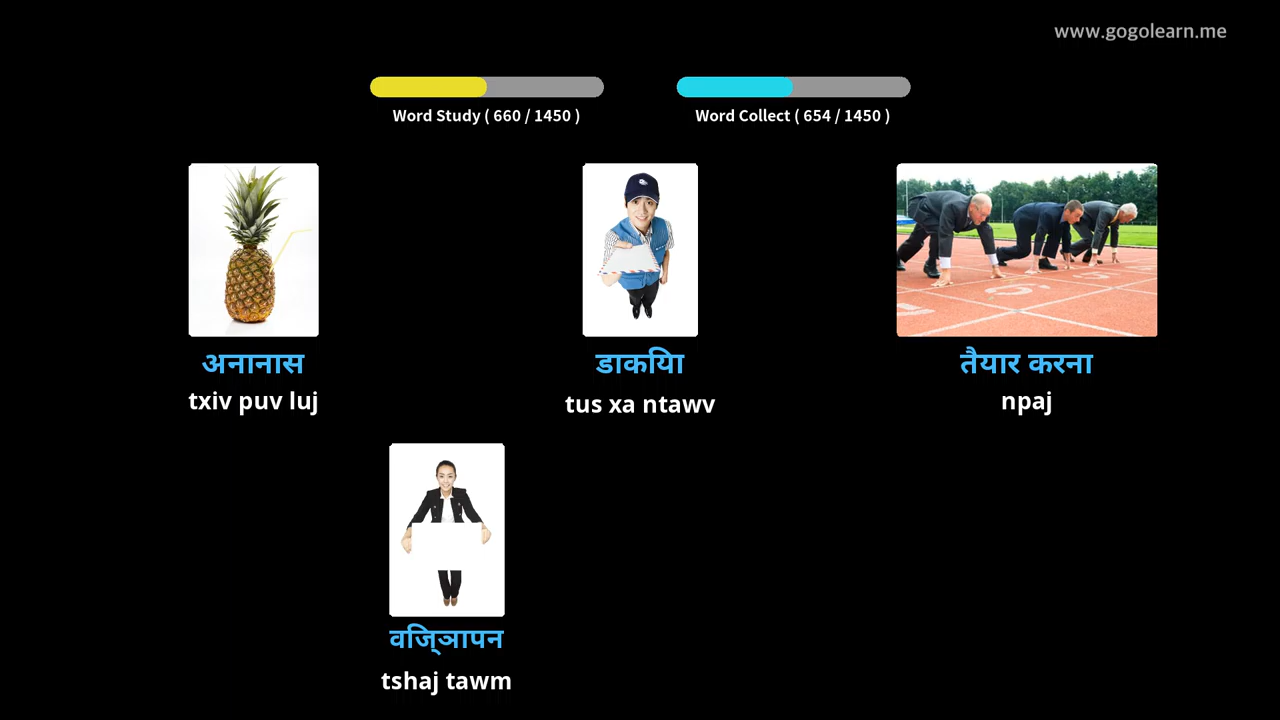 www.gogolearn.me
Word Study ( 660 / 1450 )
Word Collect ( 654 / 1450 )
अनानास
txiv puv luj
डाकिया
tus xa ntawv
तैयार करना
npaj
विज्ञापन
tshaj tawm